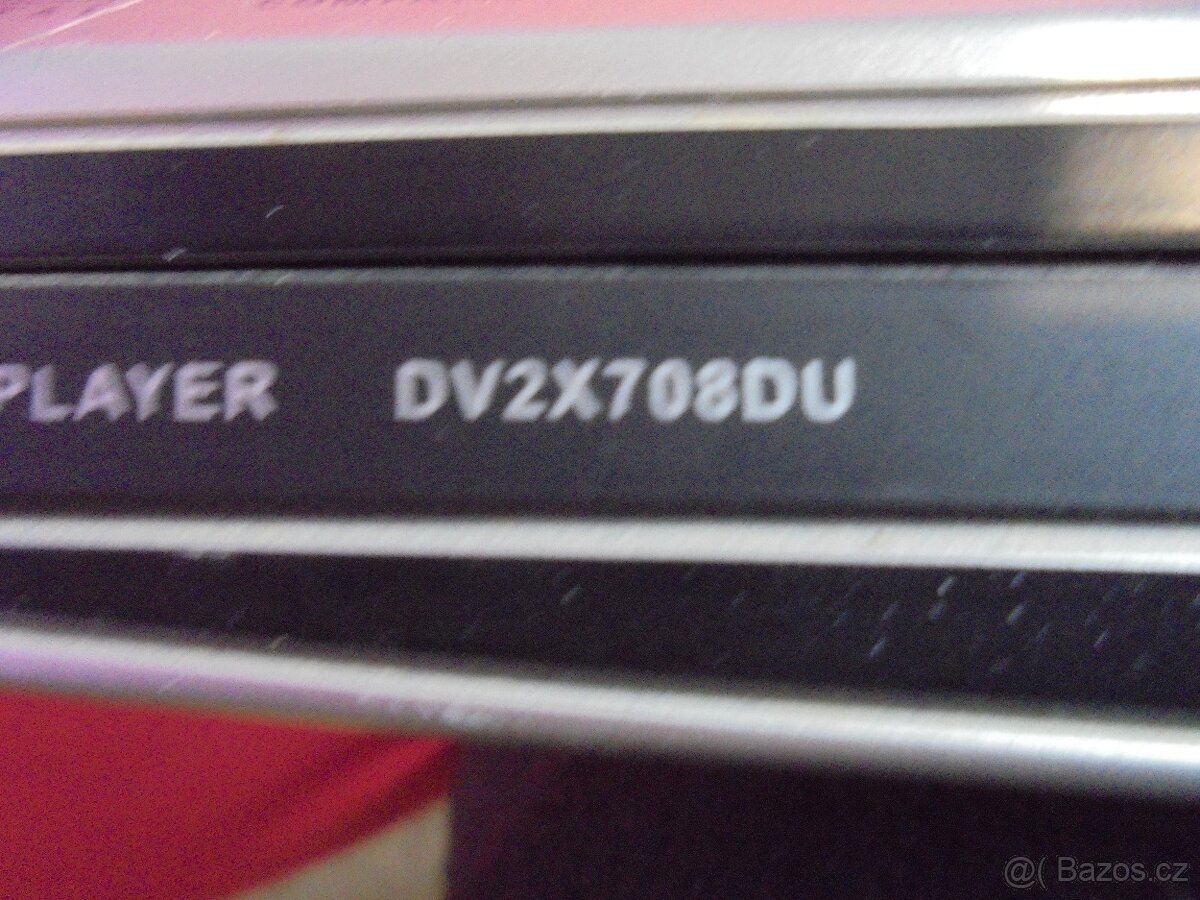 PLAYER DV2X708DU
@( Bazos.cz